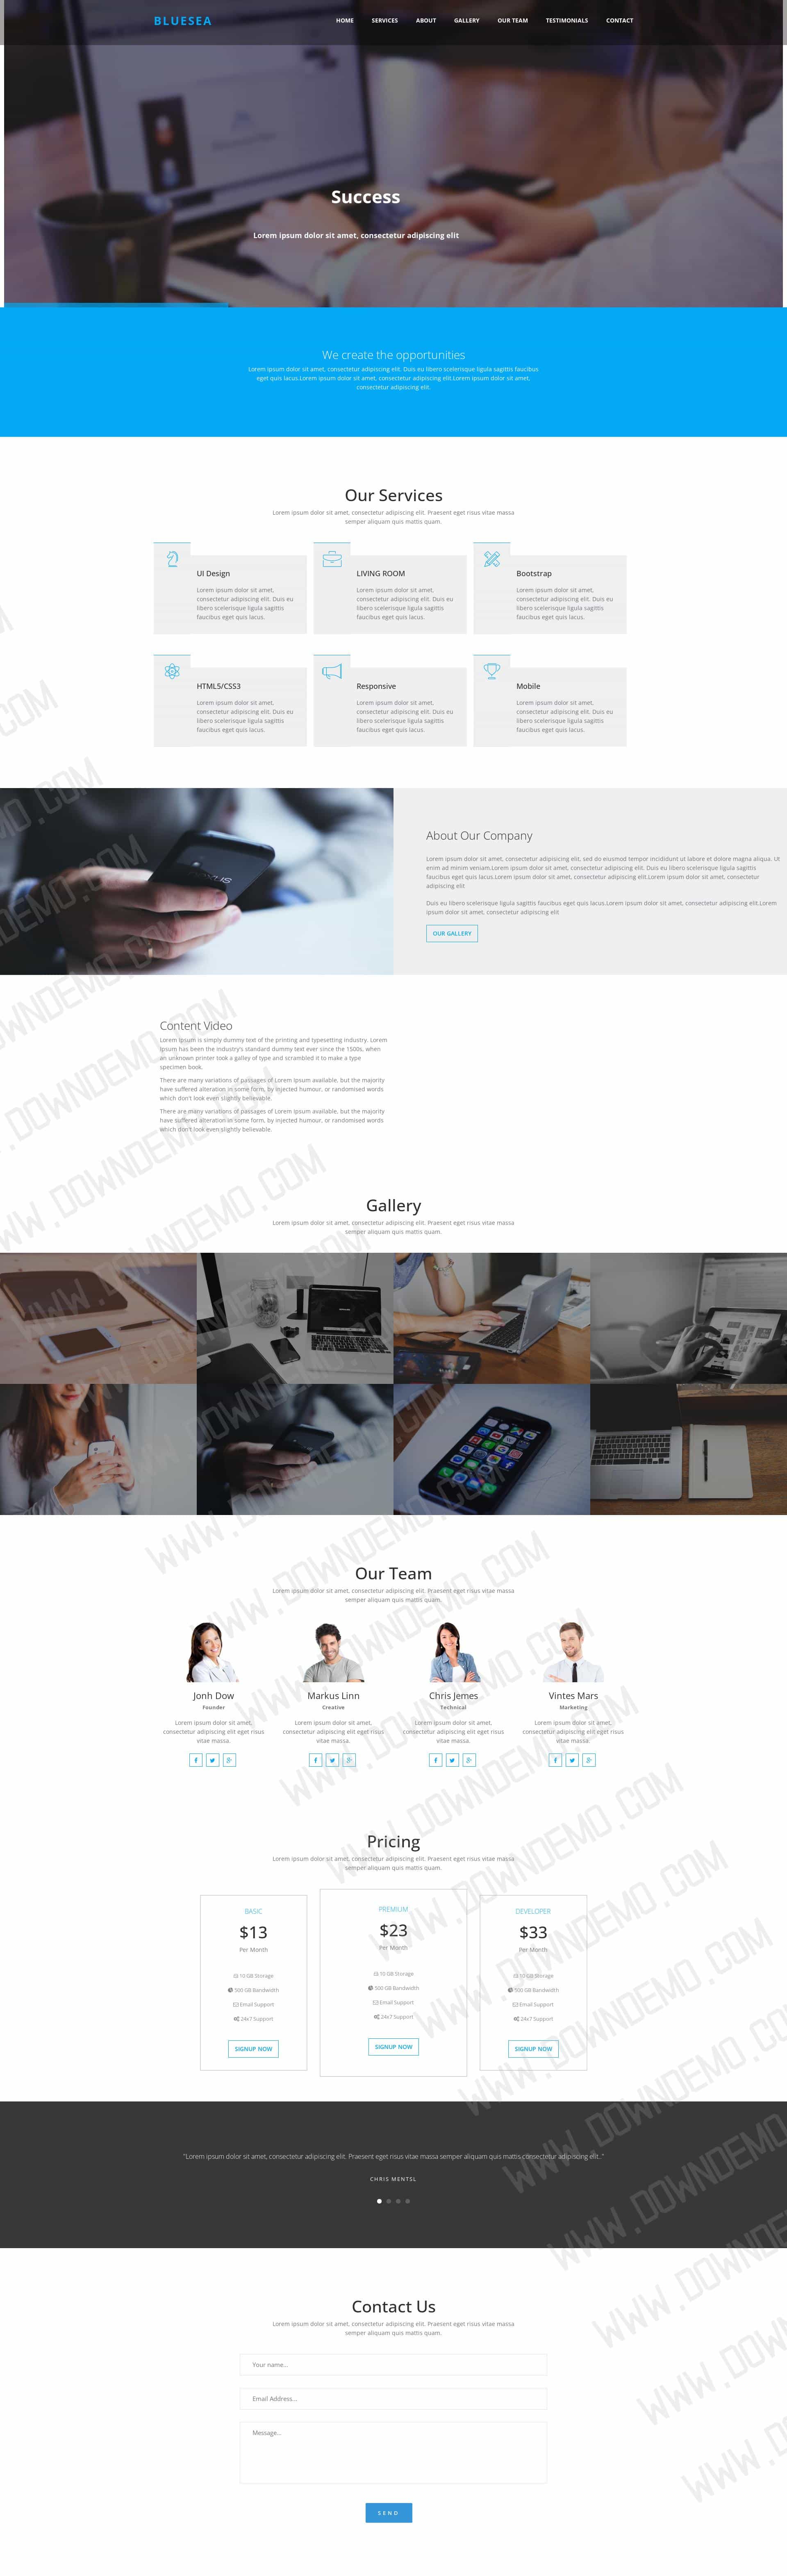 BLUESEA
HOME SERVICES ABOUT GALLERY OUR TEAM TESTIMONIALS CONTACT
Success
Lorem ipsum dolor sit amet, consectetur adipiscing elit
We create the opportunities
Lorem ipsum dolor sit amet, consectetur adipiscing elit. Duis eu libero scelerisque ligula sagittis faucibus
eget quis lacus.Lorem ipsum dolor sit amet, consectetur adipiscing elit.Lorem ipsum dolor sit amet,
consectetur adipiscing elit.
Our Services
Lorem ipsum dolor sit amet, consectetur adipiscing elit. Praesent eget risus vitae massa
semper aliquam quis mattis quam.
UI Design
Lorem ipsum dolor sit amet,
consectetur adipiscing elit. Duis eu
libero scelerisque ligula sagittis
faucibus eget quis lacus.
LIVING ROOM
Lorem ipsum dolor sit amet,
consectetur adipiscing elit. Duis eu
libero scelerisque ligula sagittis
faucibus eget quis lacus.
Bootstrap
Lorem ipsum dolor sit amet,
consectetur adipiscing elit. Duis eu
libero scelerisque ligula sagittis
faucibus eget quis lacus.
HTML5/CSS3
Lorem ipsum dolor sit amet,
consectetur adipiscing elit. Duis eu
libero scelerisque ligula sagittis
faucibus eget quis lacus.
Responsive
Lorem ipsum dolor sit amet,
consectetur adipiscing elit. Duis eu
libero scelerisque ligula sagittis
faucibus eget quis lacus.
Mobile
Lorem ipsum dolor sit amet,
consectetur adipiscing elit. Duis eu
libero scelerisque ligula sagittis
faucibus eget quis lacus.
About Our Company
Lorem ipsum dolor sit amet, consectetur adipisicing elit, sed do eiusmod tempor incididunt ut labore et dolore magna aliqua. Ut
enim ad minim veniam.Lorem ipsum dolor sit amet, consectetur adipiscing elit. Duis eu libero scelerisque ligula sagittis
faucibus eget quis lacus.Lorem ipsum dolor sit amet, consectetur adipiscing elit.Lorem ipsum dolor sit amet, consectetur
adipiscing elit
Duis eu libero scelerisque ligula sagittis faucibus eget quis lacus.Lorem ipsum dolor sit amet, consectetur adipiscing elit.Lorem
ipsum dolor sit amet, consectetur adipiscing elit
OUR GALLERY
Content Video
Lorem Ipsum is simply dummy text of the printing and typesetting industry. Lorem
Ipsum has been the industry's standard dummy text ever since the 1500s, when
an unknown printer took a galley of type and scrambled it to make a type
specimen book.
There are many variations of passages of Lorem Ipsum available, but the majority
have suffered alteration in some form, by injected humour, or randomised words
which don't look even slightly believable.
There are many variations of passages of Lorem Ipsum available, but the majority
have suffered alteration in some form, by injected humour, or randomised words
which don't look even slightly believable.
Gallery
Lorem ipsum dolor sit amet, consectetur adipiscing elit. Praesent eget risus vitae massa
semper aliquam quis mattis quam.
Our Team
Lorem ipsum dolor sit amet, consectetur adipiscing elit. Praesent eget risus vitae massa
semper aliquam quis mattis quam.
Jonh Dow
Founder
Lorem ipsum dolor sit amet,
consectetur adipiscing elit eget risus
vitae massa.
Markus Linn
Creative
Lorem ipsum dolor sit amet,
consectetur adipiscing elit eget risus
vitae massa.
Chris Jemes
Technical
Lorem ipsum dolor sit amet,
consectetur adipiscing elit eget risus
vitae massa.
Vintes Mars
Marketing
Lorem ipsum dolor sit amet,
consectetur adipiscing elit eget risus
vitae massa.
Pricing
Lorem ipsum dolor sit amet, consectetur adipiscing elit. Praesent eget risus vitae massa
semper aliquam quis mattis quam.
BASIC
$13
Per Month
10 GB Storage
500 GB Bandwidth
Email Support
24x7 Support
SIGNUP NOW
PREMIUM
$23
Per Month
10 GB Storage
500 GB Bandwidth
Email Support
24x7 Support
SIGNUP NOW
DEVELOPER
$33
Per Month
10 GB Storage
500 GB Bandwidth
Email Support
24x7 Support
SIGNUP NOW
"Lorem ipsum dolor sit amet, consectetur adipiscing elit. Praesent eget risus vitae massa semper aliquam quis mattis consectetur adipiscing elit.."
CHRIS MENTSL
Contact Us
Lorem ipsum dolor sit amet, consectetur adipiscing elit. Praesent eget risus vitae massa
semper aliquam quis mattis quam.
Your name...
Email Address...
Message...
SEND
WWW.DOWNDEMO.COM